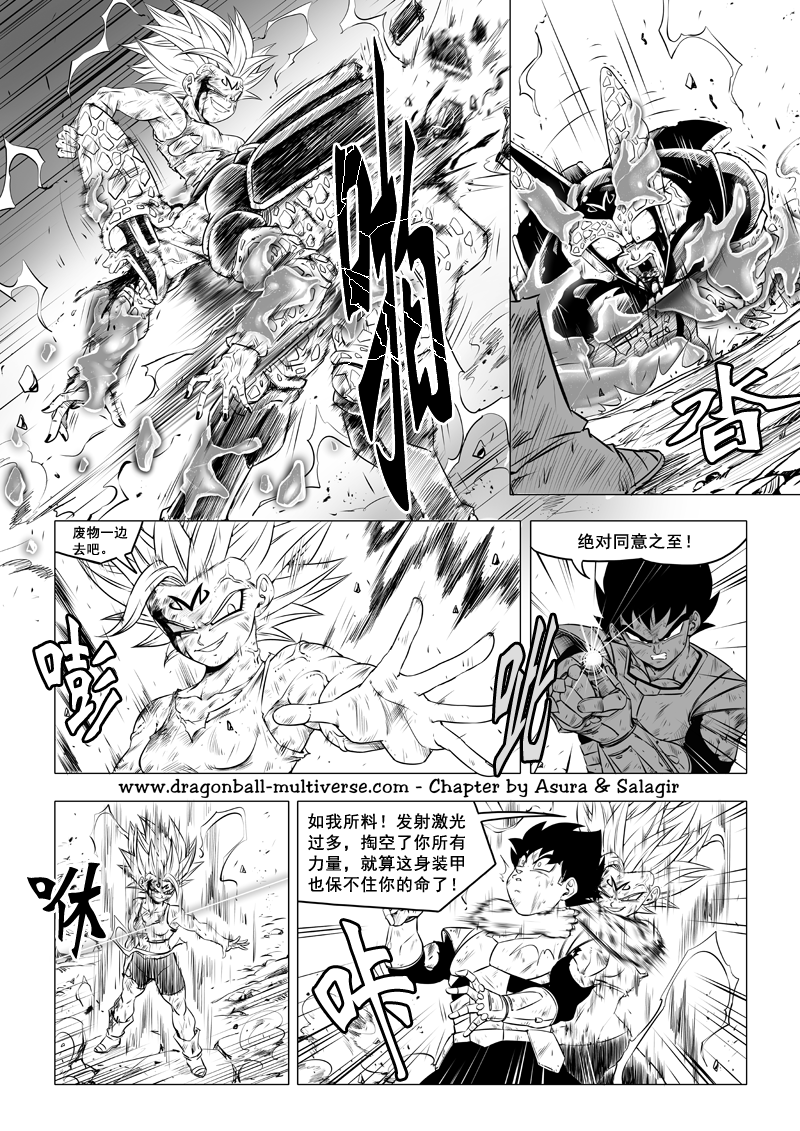 哟
沓
废物一边
去吧。
嘭
绝对同意之至！
呲
www.dragonball-multiverse.com - Chapter by Asura & Salagir
咻
如我所料！发射激光
过多，掏空了你所有
力量，就算这身装甲
也保不住你的命了！
咔